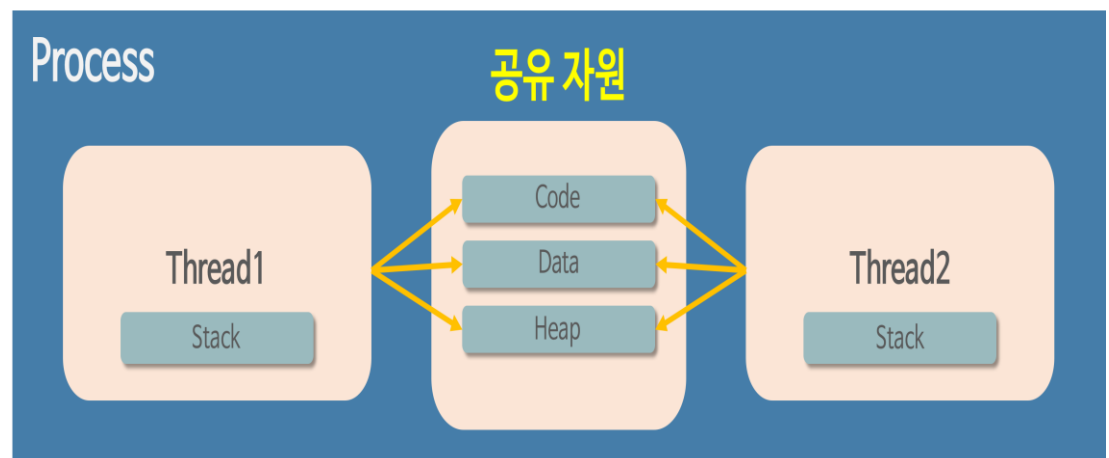 Process
공유 자원
Code
Data
Heap
Thread1
Stack
Thread2
Stack